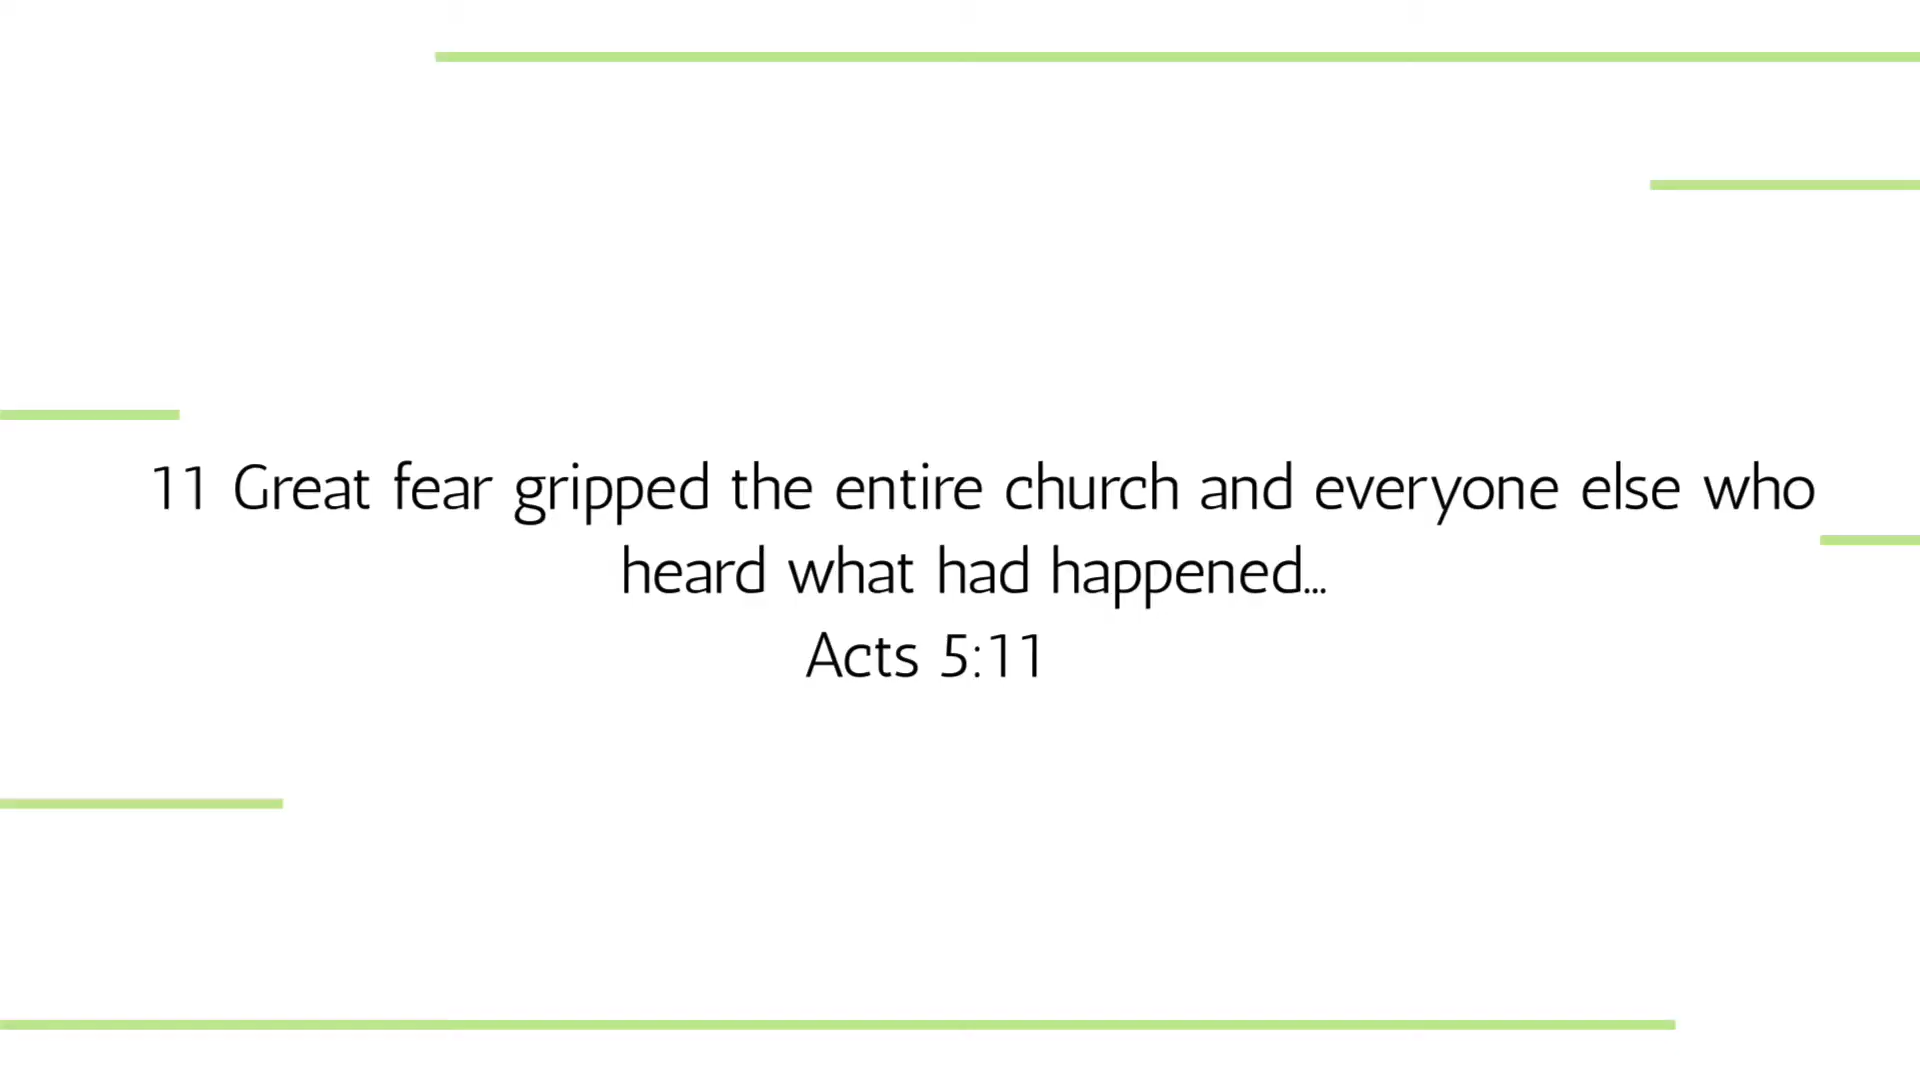 11 Great fear gripped the entire church and everyone else who
heard what had happened...
Acts 5:11